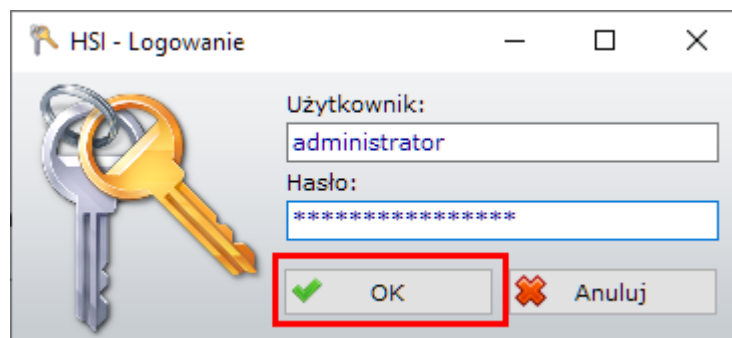 HSI - Logowanie
Użytkownik:
administrator
Hasło:
****************
OK
Anuluj